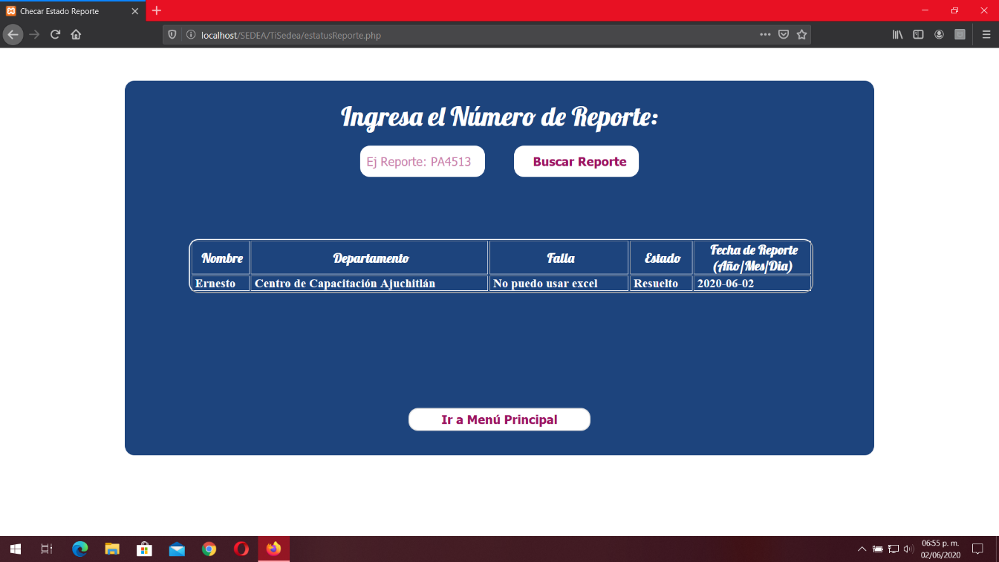 Checar Estado Reporte
localhost/SEDEA/TiSedea/estatusReporte.php
Ingresa el Número de Reporte:
Ej Reporte: PA4513 Buscar Reporte
Nombre Departamento Falla Estado Fecha de Reporte
(Año/Mes/Dia)
Ernesto Centro de Capacitación Ajuchitlán No puedo usar excel Resuelto 2020-06-02
Ir a Menú Principal
06:55 p. m.
02/06/2020